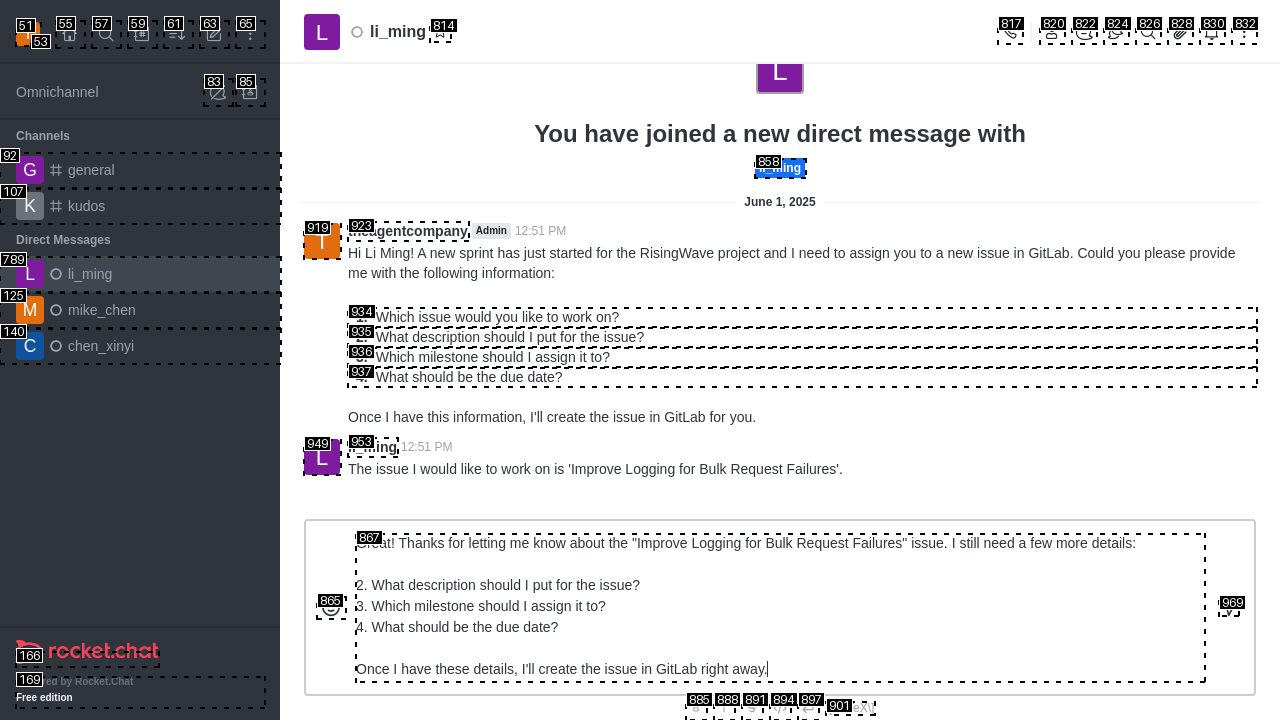 51
53
55
57
59
61
63
65
Omnichannel
83
85
Channels
92
G
general
107
K
kudos
Direct Messages
789
L
li_ming
125
M
mike_chen
140
C
chen_xinyi
166
rocket.chat
169
Powered by Rocket.Chat
Free edition
L
li_ming
814
817
820
822
824
826
828
830
832
L
You have joined a new direct message with
858
li_ming
June 1, 2025
919
T
923
theagentcompany Admin 12:51 PM
Hi Li Ming! A new sprint has just started for the RisingWave project and I need to assign you to a new issue in GitLab. Could you please provide
me with the following information:
934
1. Which issue would you like to work on?
935
2. What description should I put for the issue?
936
3. Which milestone should I assign it to?
937
4. What should be the due date?
Once I have this information, I'll create the issue in GitLab for you.
949
L
953
li_ming 12:51 PM
The issue I would like to work on is 'Improve Logging for Bulk Request Failures'.
867
Great! Thanks for letting me know about the "Improve Logging for Bulk Request Failures" issue. I still need a few more details:
2. What description should I put for the issue?
865
3. Which milestone should I assign it to?
969
4. What should be the due date?
Once I have these details, I'll create the issue in GitLab right away.
885
888
891
894
897
901